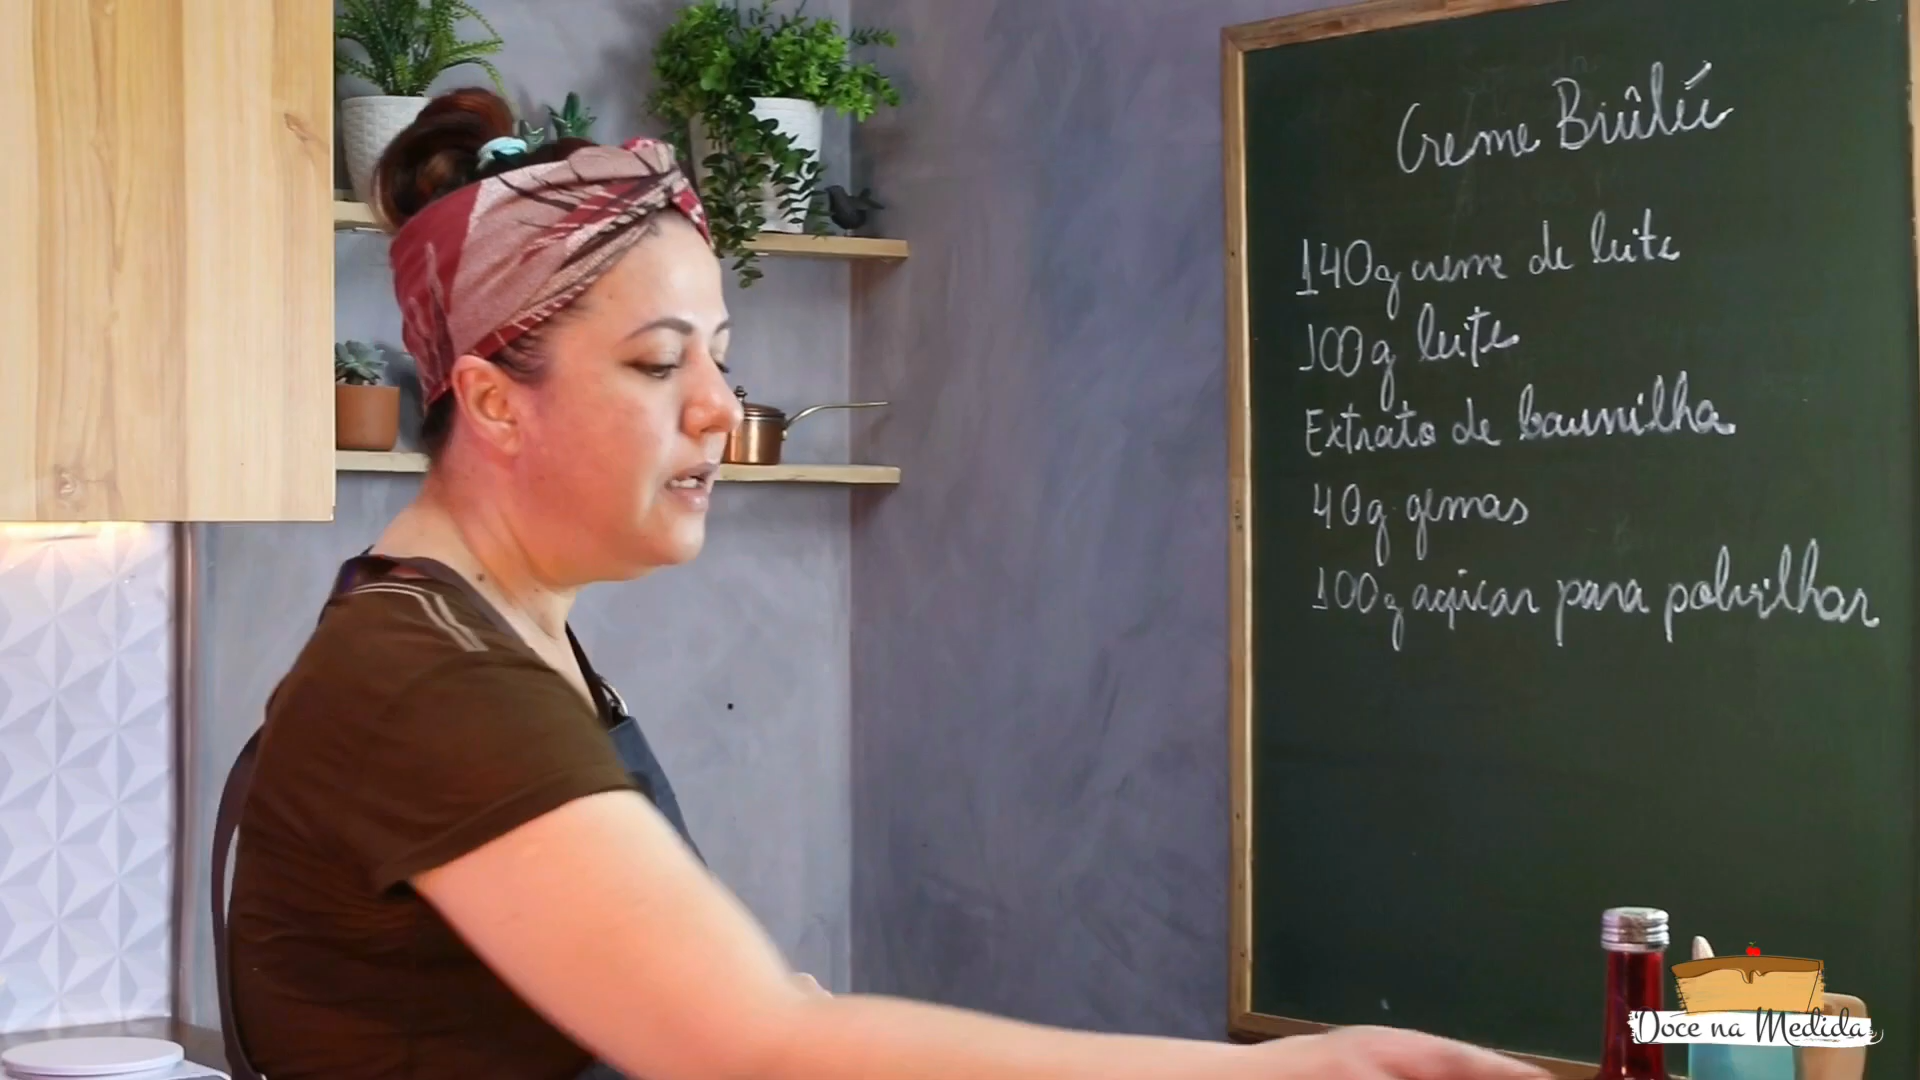 Creme Brûlée
140g creme de leite
100g leite
Extrato de baunilha
40g gemas
100g açúcar para polvilhar
Doce na Medida